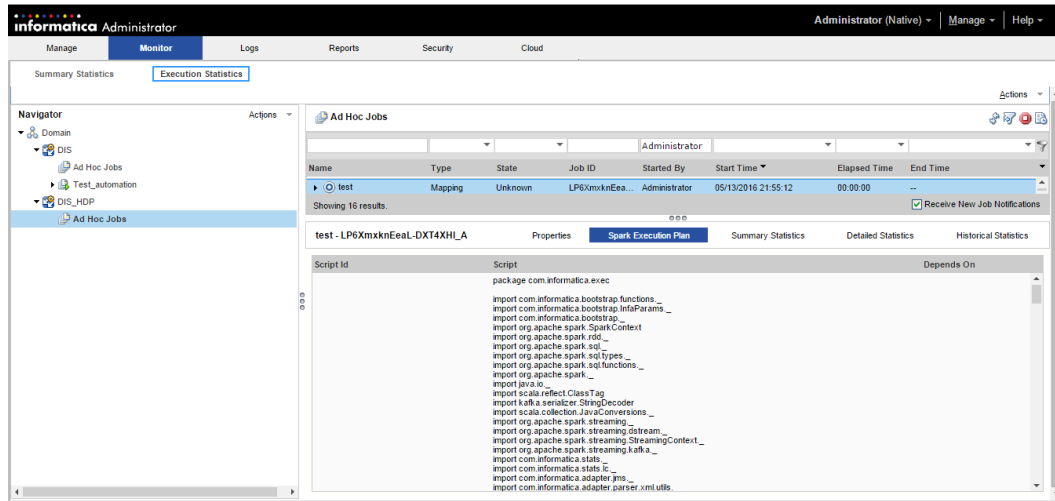 informatica Administrator
Administrator (Native) Manage Help
Manage Monitor Logs Reports Security Cloud
Summary Statistics Execution Statistics
Actions
Navigator Actions
Domain
DIS
Ad Hoc Jobs
Test_automation
DIS_HDP
Ad Hoc Jobs
Ad Hoc Jobs
Administrator
Name Type State Job ID Started By Start Time Elapsed Time End Time
test Mapping Unknown LP6XmxknEea... Administrator 05/13/2016 21:55:12 00:00:00 --
Showing 16 results. Receive New Job Notifications
test - LP6XmxknEeaL-DXT4XHI_A Properties Spark Execution Plan Summary Statistics Detailed Statistics Historical Statistics
Script Id Script Depends On
package com.informatica.exec
import com.informatica.bootstrap.functions._
import com.informatica.bootstrap.InfaParams._
import com.informatica.bootstrap._
import org.apache.spark.SparkContext
import org.apache.spark.rdd._
import org.apache.spark.sql._
import org.apache.spark.sql.types._
import org.apache.spark.sql.functions._
import org.apache.spark._
import java.io._
import scala.reflect.ClassTag
import kafka.serializer.StringDecoder
import scala.collection.JavaConversions._
import org.apache.spark.streaming._
import org.apache.spark.streaming.dstream._
import org.apache.spark.streaming.StreamingContext._
import org.apache.spark.streaming.kafka._
import com.informatica.stats._
import com.informatica.stats.lc._
import com.informatica.adapter.jms._
import com.informatica.adapter.parser.xml.utils.